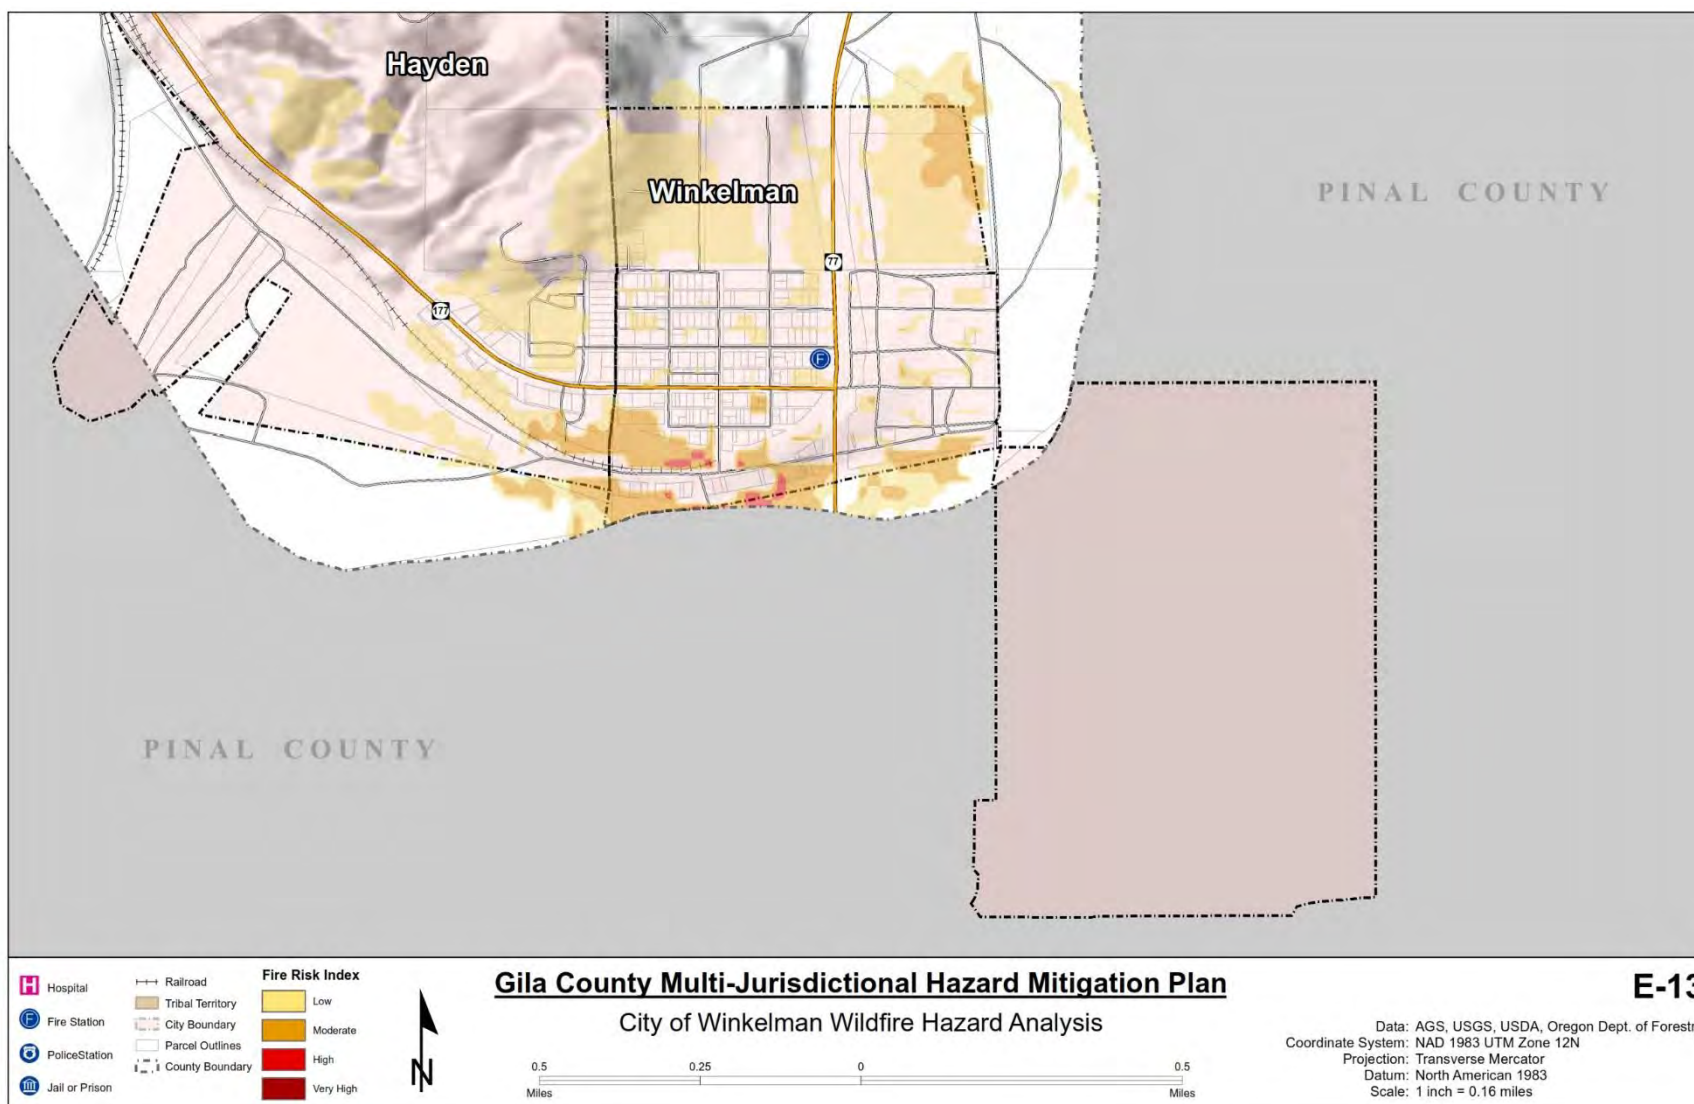 Hayden
Winkelman
PINAL COUNTY
77
177
F
PINAL COUNTY
H Hospital
F Fire Station
PoliceStation
Jail or Prison
Railroad
Tribal Territory
City Boundary
Parcel Outlines
County Boundary
Fire Risk Index
Low
Moderate
High
Very High
N
Gila County Multi-Jurisdictional Hazard Mitigation Plan
City of Winkelman Wildfire Hazard Analysis
0.5 0.25 0 0.5
Miles Miles
E-13
Data: AGS, USGS, USDA, Oregon Dept. of Forestr
Coordinate System: NAD 1983 UTM Zone 12N
Projection: Transverse Mercator
Datum: North American 1983
Scale: 1 inch = 0.16 miles